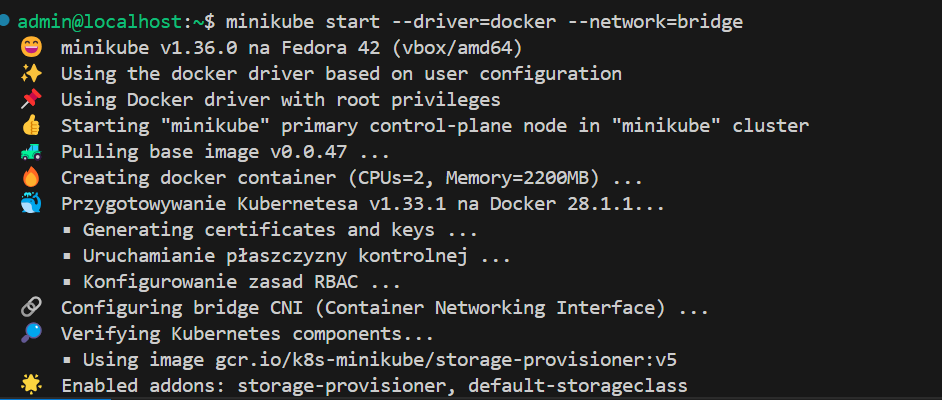 admin@localhost:~$ minikube start --driver=docker --network=bridge
😄 minikube v1.36.0 na Fedora 42 (vbox/amd64)
✨ Using the docker driver based on user configuration
📌 Using Docker driver with root privileges
👍 Starting "minikube" primary control-plane node in "minikube" cluster
🚜 Pulling base image v0.0.47 ...
🔥 Creating docker container (CPUs=2, Memory=2200MB) ...
🐳 Przygotowywanie Kubernetesa v1.33.1 na Docker 28.1.1...
▪ Generating certificates and keys ...
▪ Uruchamianie płaszczyzny kontrolnej ...
▪ Konfigurowanie zasad RBAC ...
🔗 Configuring bridge CNI (Container Networking Interface) ...
🔎 Verifying Kubernetes components...
▪ Using image gcr.io/k8s-minikube/storage-provisioner:v5
🌟 Enabled addons: storage-provisioner, default-storageclass